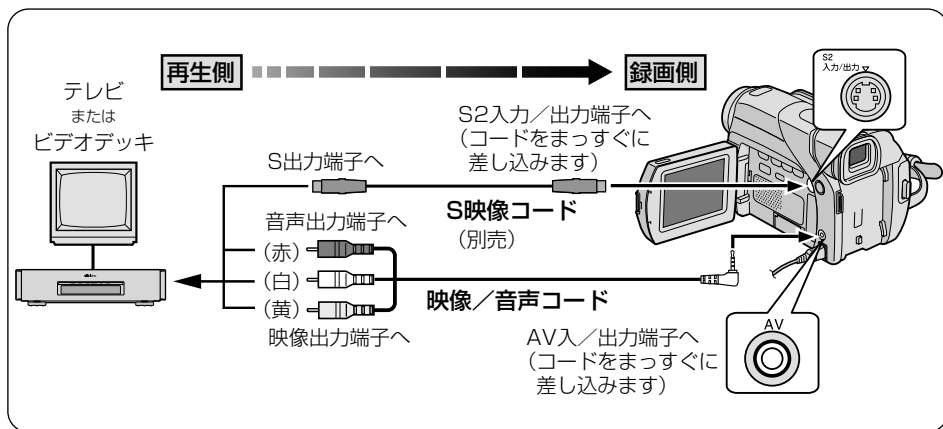 再生側
録画側
テレビ
または
ビデオデッキ
S出力端子へ
S2入力／出力端子へ
（コードをまっすぐに
差し込みます）
S2
入力/出力
S映像コード
（別売）
音声出力端子へ
（赤）
（白）
（黄）
映像出力端子へ
映像／音声コード
AV入／出力端子へ
（コードをまっすぐに
差し込みます）
AV